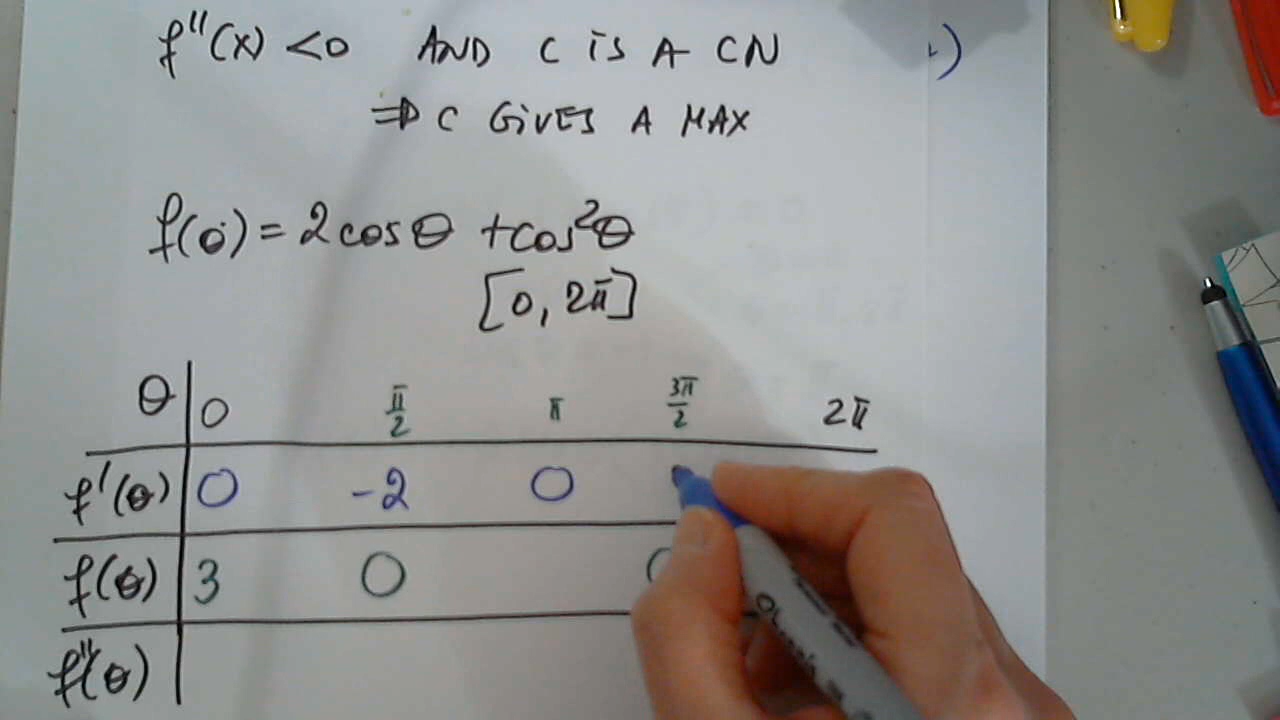 f''(x) <0 AND C IS A CN )
⇒ C GIVES A MAX
f(θ) = 2cosθ + cos²θ
[0, 2π]
θ 0 π/2 π 3π/2 2π
f'(θ) 0 -2 0
f(θ) 3 0
f''(θ)